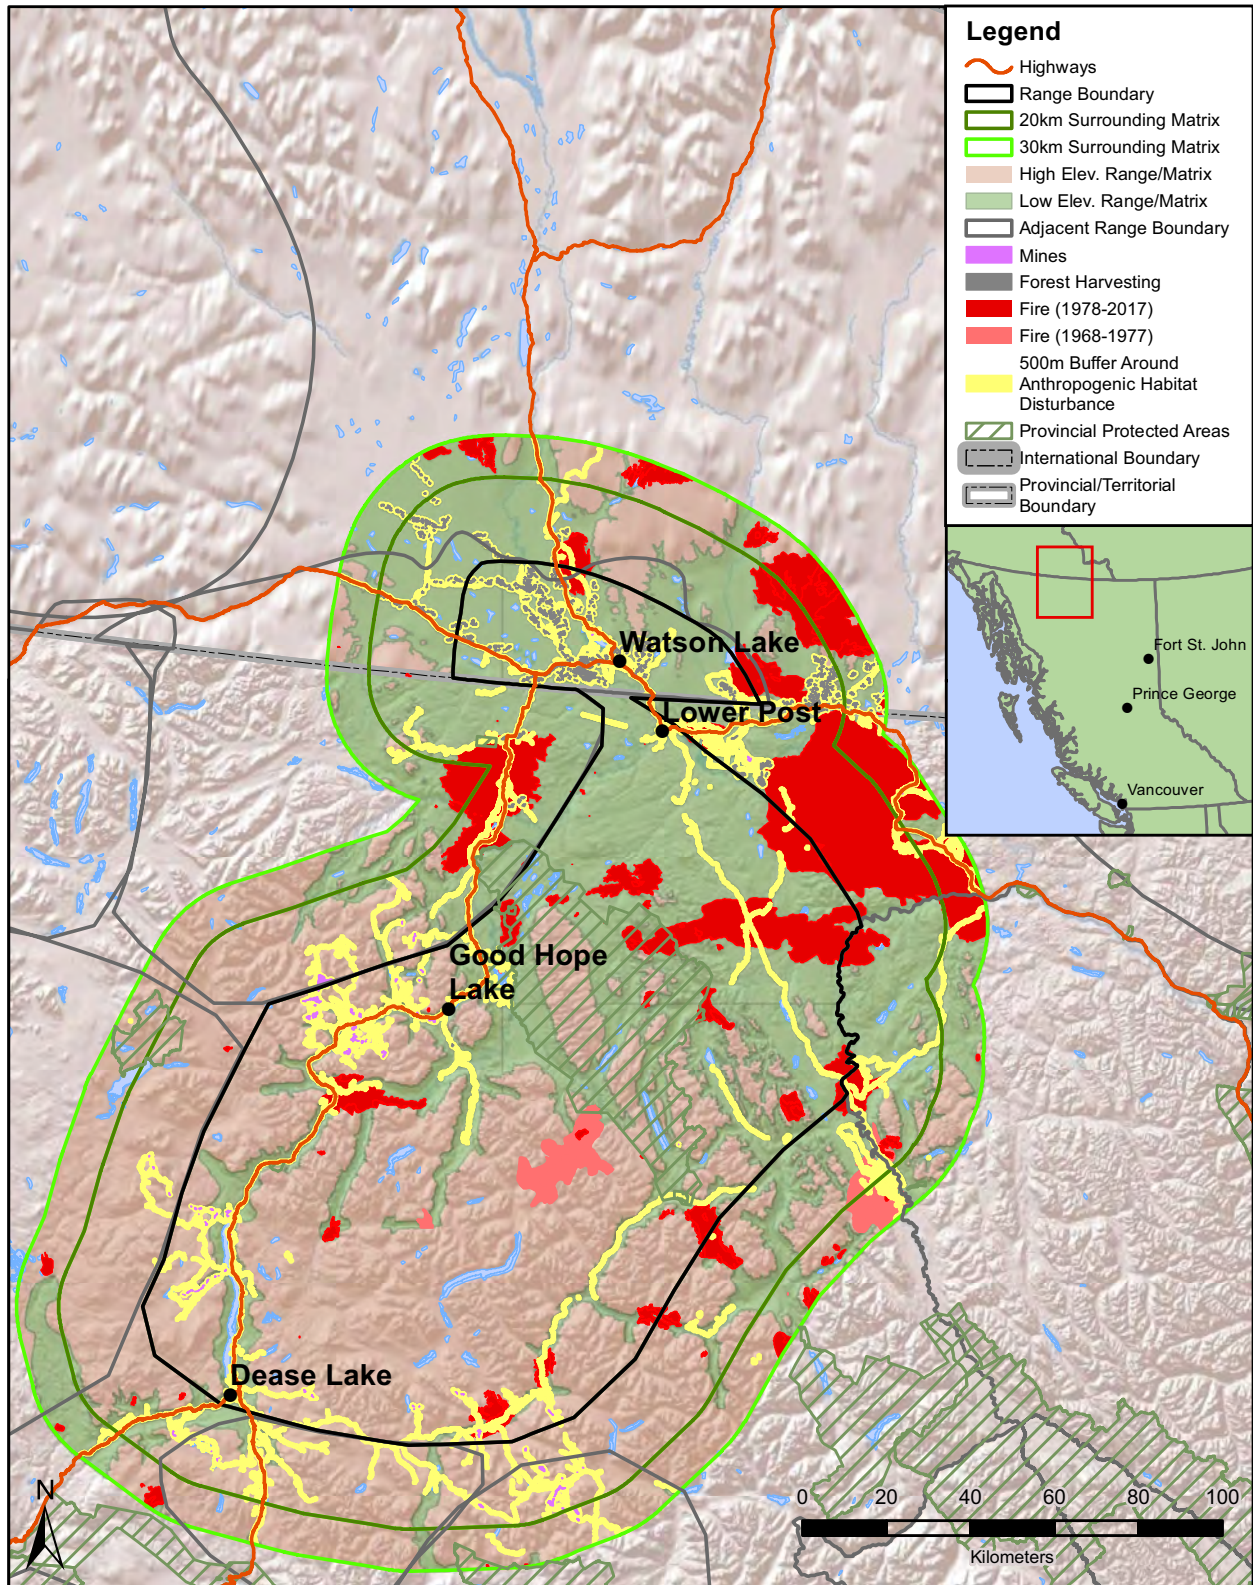 Legend
Highways
Range Boundary
20km Surrounding Matrix
30km Surrounding Matrix
High Elev. Range/Matrix
Low Elev. Range/Matrix
Adjacent Range Boundary
Mines
Forest Harvesting
Fire (1978-2017)
Fire (1968-1977)
500m Buffer Around
Anthropogenic Habitat
Disturbance
Provincial Protected Areas
International Boundary
Provincial/Territorial
Boundary
Fort St. John
Prince George
Vancouver
Watson Lake
Lower Post
Good Hope
Lake
Dease Lake
N
0 20 40 60 80 100
Kilometers